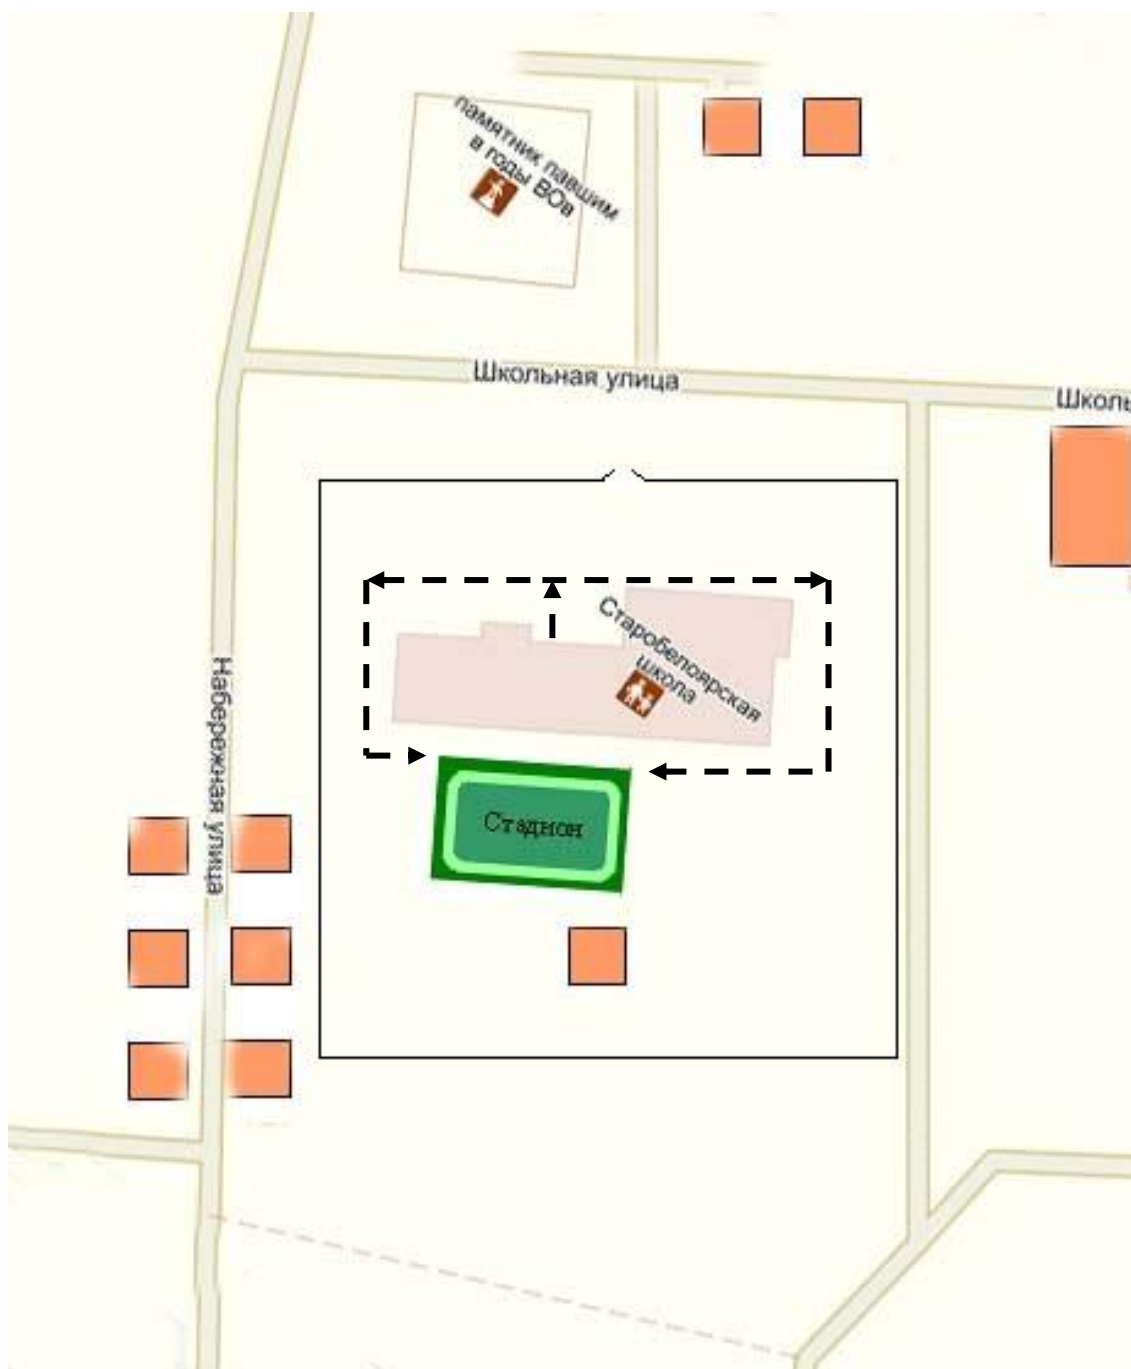 памятник павшим
в годы ВОв
Школьная улица
Школь
Старобелоярская
школа
Набережная улица
Стадион